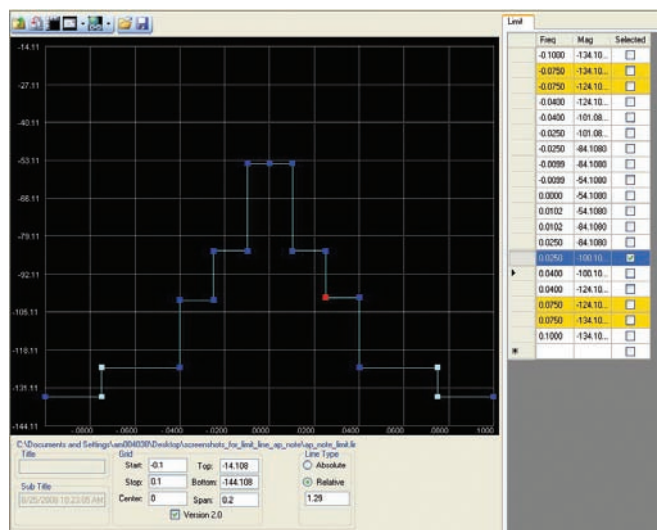 Limit
Freq Mag Selected
-0.1000 -134.10...
-0.0750 -134.10...
-0.0750 -124.10...
-0.0400 -124.10...
-0.0400 -101.08...
-0.0250 -101.08...
-0.0250 -84.1080
-0.0099 -84.1080
-0.0099 -54.1080
0.0000 -54.1080
0.0102 -54.1080
0.0102 -84.1080
0.0250 -84.1080
0.0250 -100.10...
0.0400 -100.10...
0.0400 -124.10...
0.0750 -124.10...
0.0750 -134.10...
0.1000 -134.10...
-14.11
-27.11
-40.11
-53.11
-66.11
-79.11
-92.11
-105.11
-118.11
-131.11
-144.11
-.0800 -.0600 -.0400 -.0200 .0000 .0200 .0400 .0600 .0800 .1000
C:\Documents and Settings\am004038\Desktop\screenshots_for_limit_line_ap_note\ap_note_limit.lir
Title
Sub Title
8/25/2008 10:23:05 AM
Grid
Start: -0.1 Top: -14.108
Stop: 0.1 Bottom: -144.108
Center: 0 Span: 0.2
Version 2.0
Line Type
Absolute
Relative
1.29